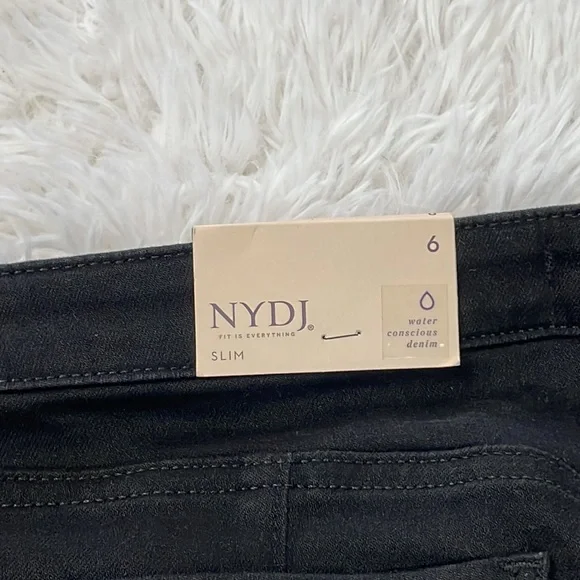 6
NYDJ®
FIT IS EVERYTHING
SLIM
water
conscious
denim